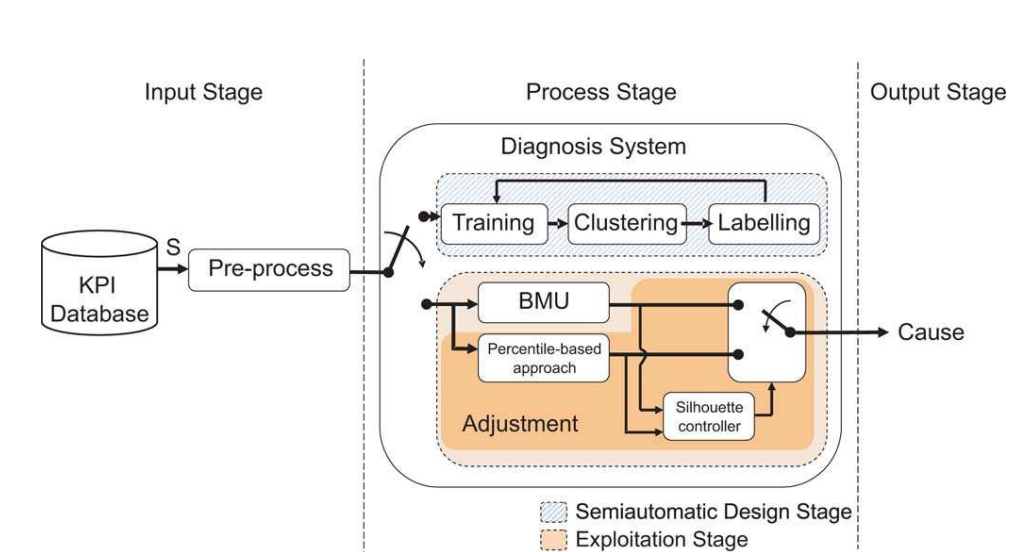 Input Stage
Process Stage
Output Stage
Diagnosis System
Training
Clustering
Labelling
S
KPI
Database
Pre-process
BMU
Percentile-based
approach
Cause
Adjustment
Silhouette
controller
Semiautomatic Design Stage
Exploitation Stage